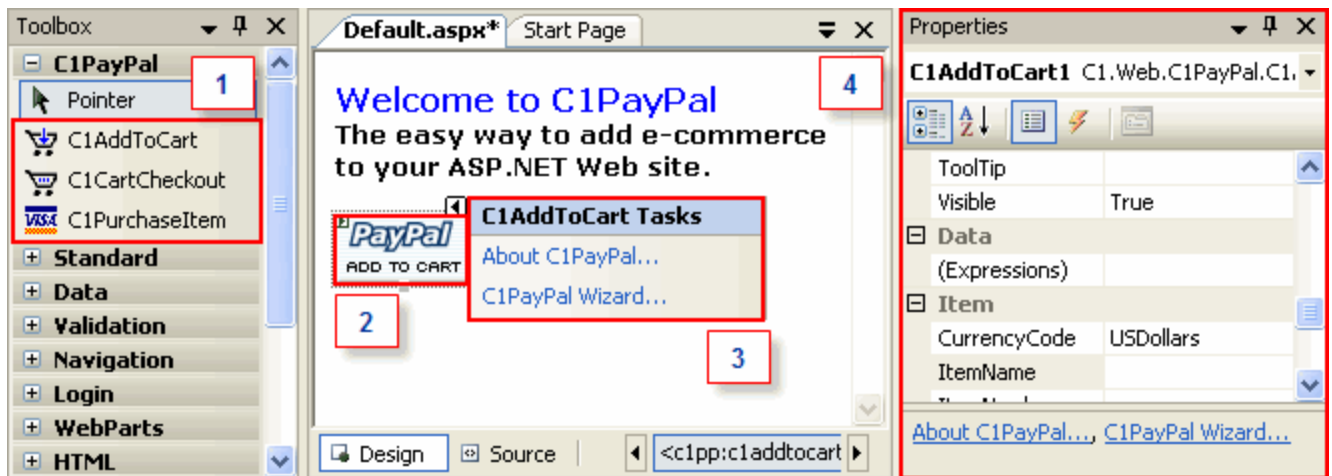 Toolbox
C1PayPal
1
Pointer
C1AddToCart
C1CartCheckout
VISA C1PurchaseItem
Standard
Data
Validation
Navigation
Login
WebParts
HTML
Default.aspx* Start Page
4
Welcome to C1PayPal
The easy way to add e-commerce
to your ASP.NET Web site.
PayPal
ADD TO CART
C1AddToCart Tasks
About C1PayPal...
C1PayPal Wizard...
2
3
Design Source <c1pp:c1addtocart
Properties
C1AddToCart1 C1.Web.C1PayPal.C1.
ToolTip
Visible True
Data
(Expressions)
Item
CurrencyCode USDollars
ItemName
About C1PayPal..., C1PayPal Wizard...